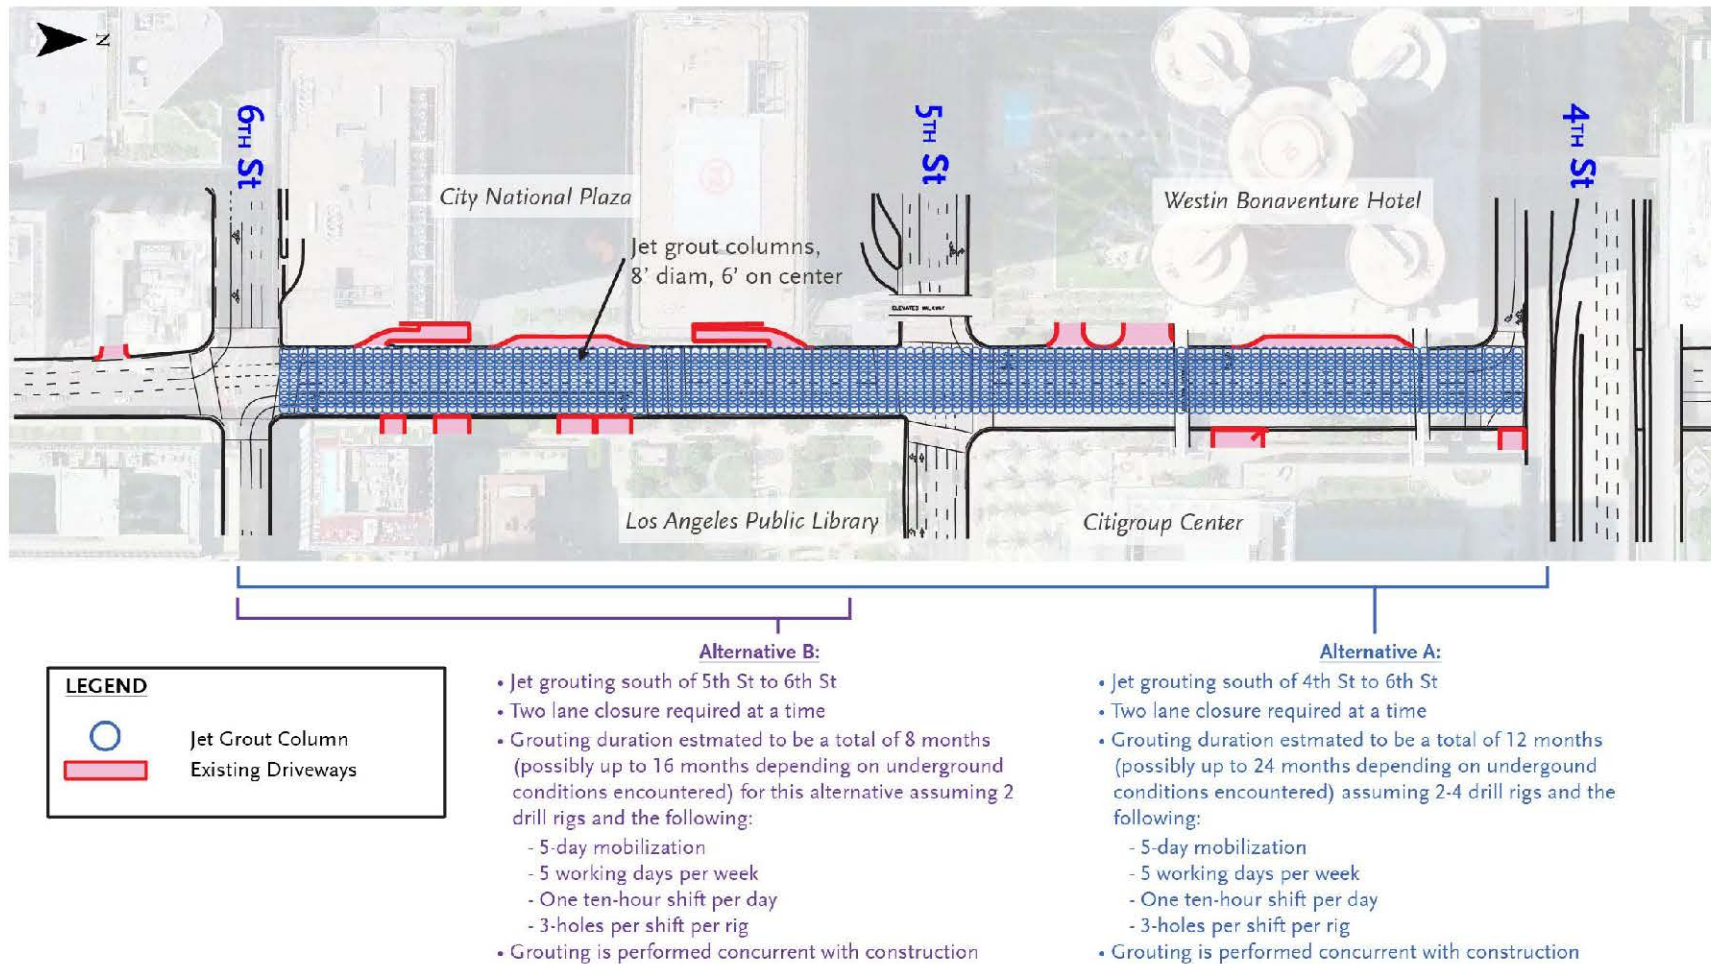 N
6TH St
5TH St
4TH St
City National Plaza
Westin Bonaventure Hotel
Jet grout columns,
8' diam, 6' on center
ELEVATED WALKWAY
Los Angeles Public Library
Citigroup Center
LEGEND
Jet Grout Column
Existing Driveways
Alternative B:
• Jet grouting south of 5th St to 6th St
• Two lane closure required at a time
• Grouting duration estmated to be a total of 8 months
(possibly up to 16 months depending on underground
conditions encountered) for this alternative assuming 2
drill rigs and the following:
- 5-day mobilization
- 5 working days per week
- One ten-hour shift per day
- 3-holes per shift per rig
• Grouting is performed concurrent with construction
Alternative A:
• Jet grouting south of 4th St to 6th St
• Two lane closure required at a time
• Grouting duration estmated to be a total of 12 months
(possibly up to 24 months depending on undergound
conditions encountered) assuming 2-4 drill rigs and the
following:
- 5-day mobilization
- 5 working days per week
- One ten-hour shift per day
- 3-holes per shift per rig
• Grouting is performed concurrent with construction